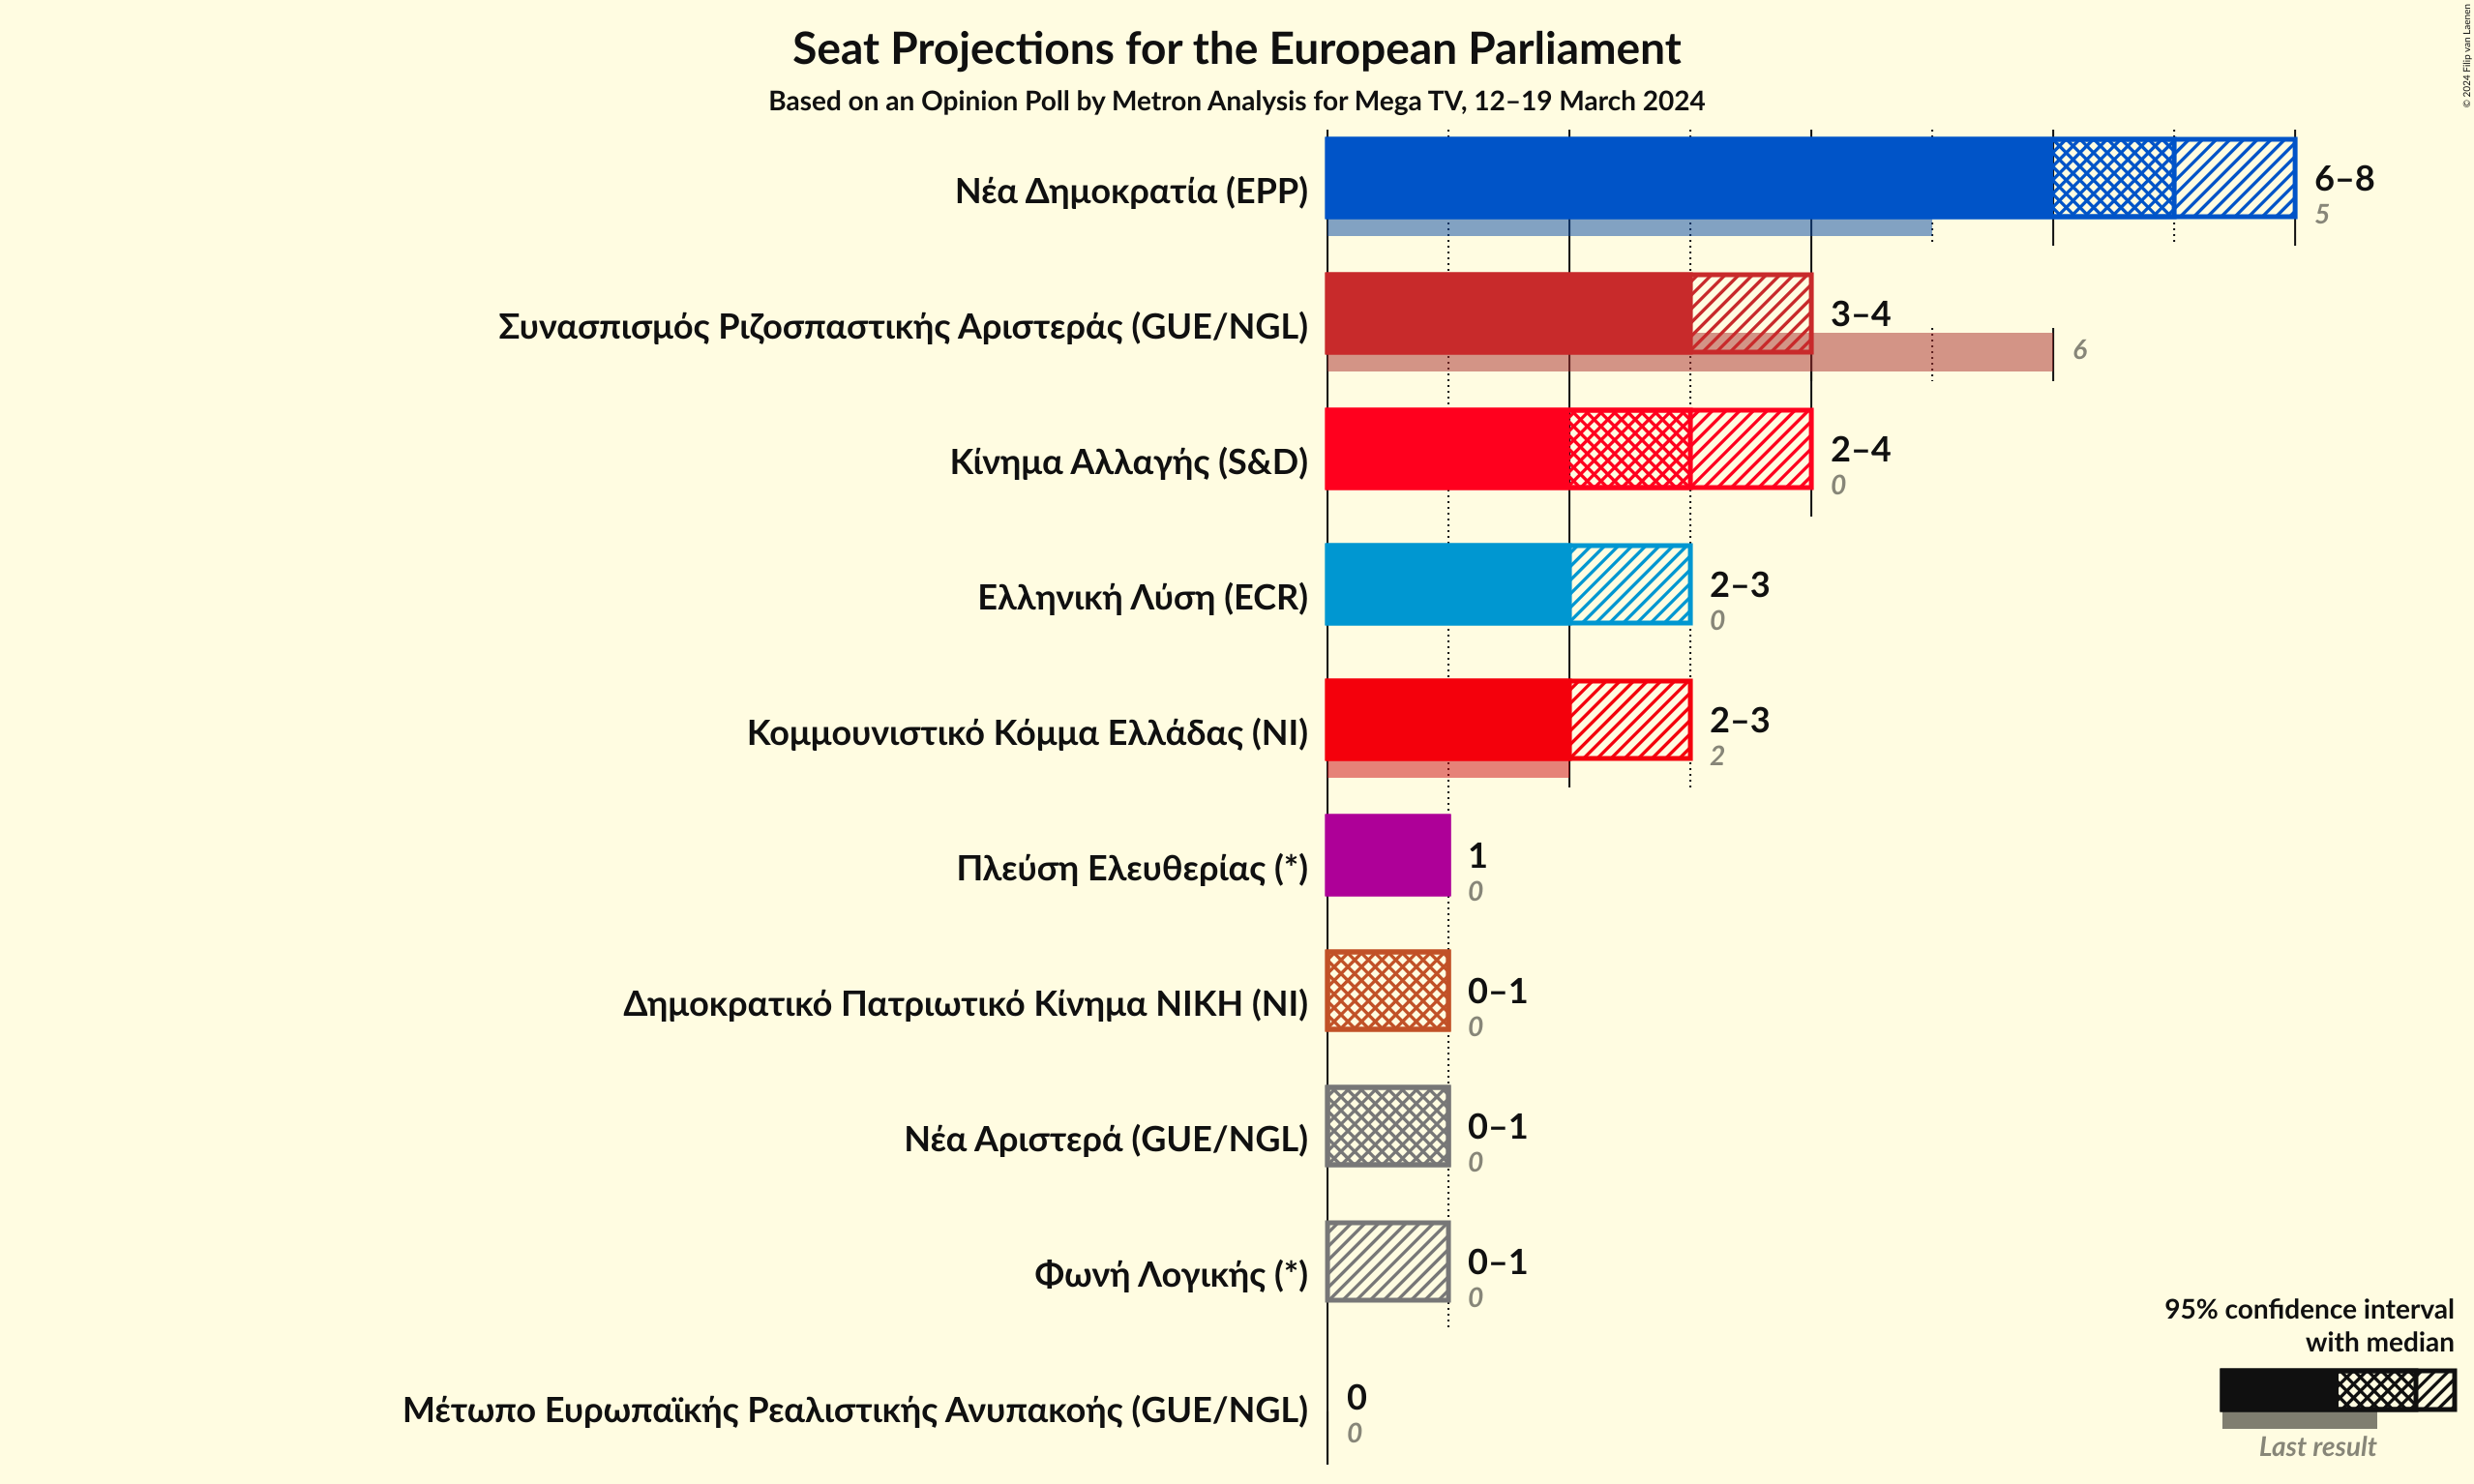 Seat Projections for the European Parliament
Based on an Opinion Poll by Metron Analysis for Mega TV, 12–19 March 2024
© 2024 Filip van Laenen
Νέα Δημοκρατία (EPP)
6–8
5
Συνασπισμός Ριζοσπαστικής Αριστεράς (GUE/NGL)
3–4
6
Κίνημα Αλλαγής (S&D)
2–4
0
Ελληνική Λύση (ECR)
2–3
0
Κομμουνιστικό Κόμμα Ελλάδας (NI)
2–3
2
Πλεύση Ελευθερίας (*)
1
0
Δημοκρατικό Πατριωτικό Κίνημα ΝΙΚΗ (NI)
0–1
0
Νέα Αριστερά (GUE/NGL)
0–1
0
Φωνή Λογικής (*)
0–1
0
Μέτωπο Ευρωπαϊκής Ρεαλιστικής Ανυπακοής (GUE/NGL)
0
0
95% confidence interval
with median
Last result